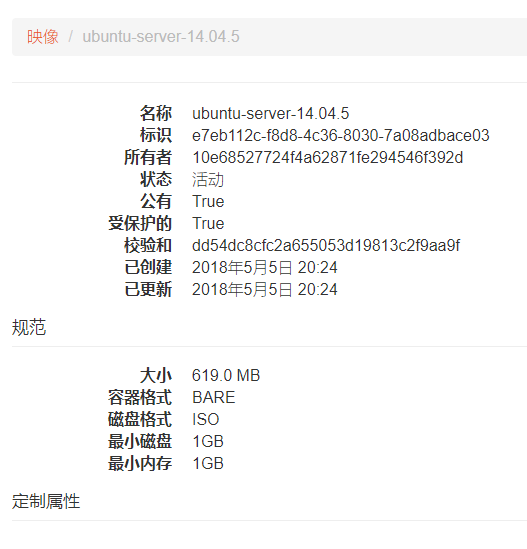 映像 / ubuntu-server-14.04.5
名称 ubuntu-server-14.04.5
标识 e7eb112c-f8d8-4c36-8030-7a08adbace03
所有者 10e68527724f4a62871fe294546f392d
状态 活动
公有 True
受保护的 True
校验和 dd54dc8cfc2a655053d19813c2f9aa9f
已创建 2018年5月5日 20:24
已更新 2018年5月5日 20:24
规范
大小 619.0 MB
容器格式 BARE
磁盘格式 ISO
最小磁盘 1GB
最小内存 1GB
定制属性